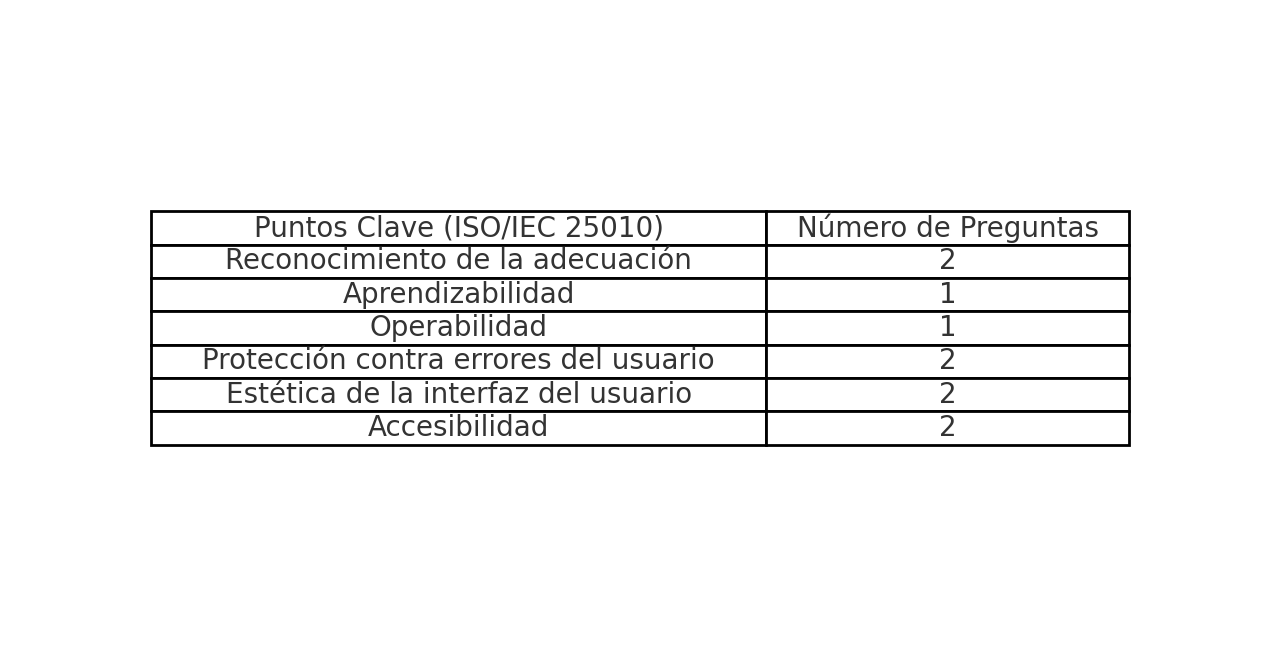 Puntos Clave (ISO/IEC 25010) Número de Preguntas
Reconocimiento de la adecuación 2
Aprendizabilidad 1
Operabilidad 1
Protección contra errores del usuario 2
Estética de la interfaz del usuario 2
Accesibilidad 2